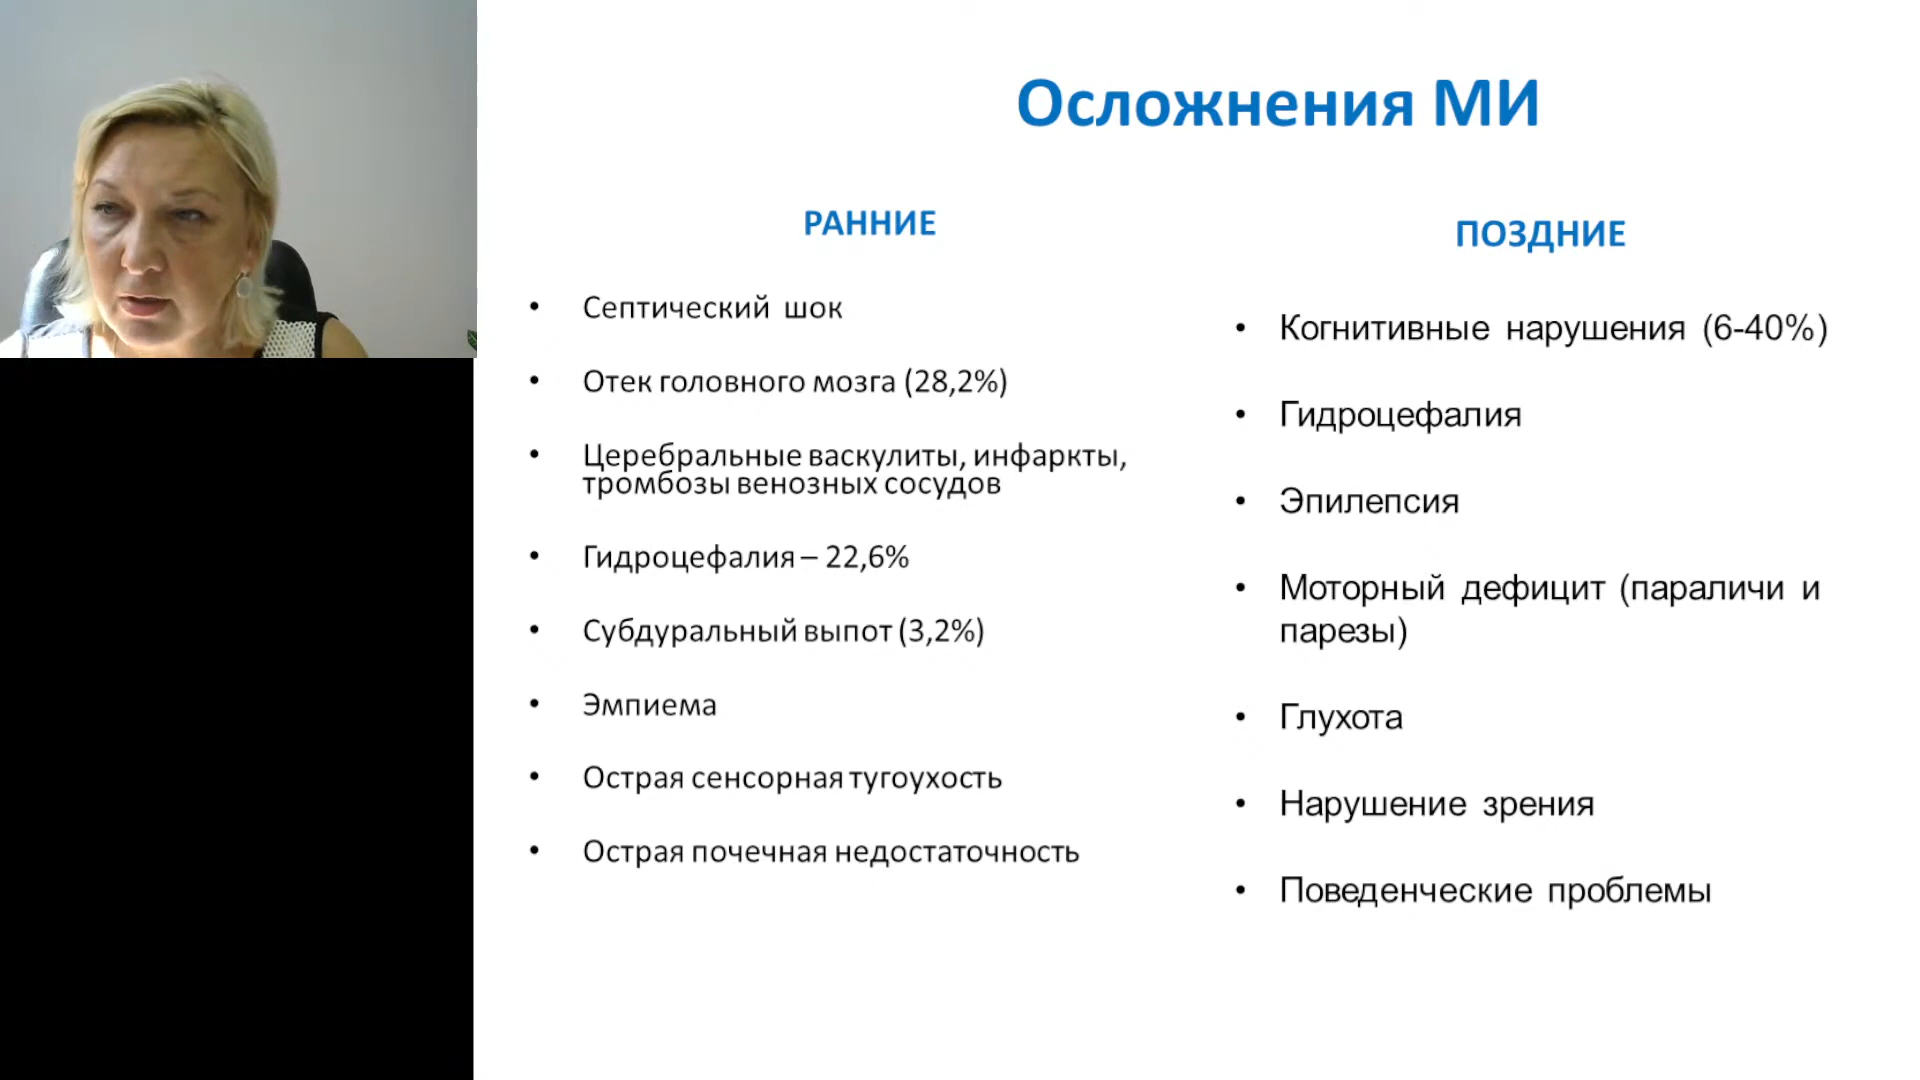 Осложнения МИ
РАННИЕ
• Септический шок
• Отек головного мозга (28,2%)
• Церебральные васкулиты, инфаркты,
тромбозы венозных сосудов
• Гидроцефалия – 22,6%
• Субдуральный выпот (3,2%)
• Эмпиема
• Острая сенсорная тугоухость
• Острая почечная недостаточность
ПОЗДНИЕ
• Когнитивные нарушения (6-40%)
• Гидроцефалия
• Эпилепсия
• Моторный дефицит (параличи и
парезы)
• Глухота
• Нарушение зрения
• Поведенческие проблемы